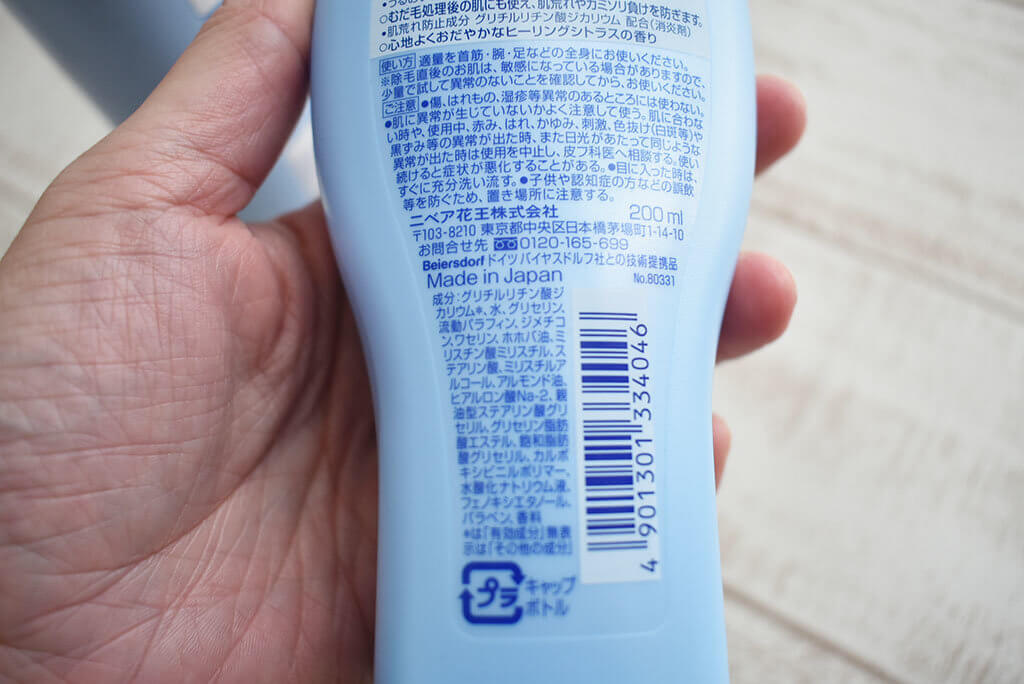 ○むだ毛処理後の肌にも使え、肌荒れやカミソリ負けを防ぎます。
・肌荒れ防止成分 グリチルリチン酸ジカリウム 配合(消炎剤)
○心地よくおだやかなヒーリングシトラスの香り
使い方 適量を首筋・腕・足などの全身にお使いください。
※除毛直後のお肌は、敏感になっている場合がありますので、
少量で試して異常のないことを確認してから、お使いください。
ご注意 ●傷、はれもの、湿疹等異常のあるところには使わない。
●肌に異常が生じていないかよく注意して使う。肌に合わな
い時や、使用中、赤み、はれ、かゆみ、刺激、色抜け(白斑等)や
黒ずみ等の異常が出た時、また日光があたって同じような
異常が出た時は使用を中止し、皮フ科医へ相談する。使い
続けると症状が悪化することがある。●目に入った時は、
すぐに充分洗い流す。●子供や認知症の方などの誤飲
等を防ぐため、置き場所に注意する。
ニベア花王株式会社 200ml
〒103-8210 東京都中央区日本橋茅場町1-14-10
お問合せ先 0120-165-699
Beiersdorf ドイツ バイヤスドルフ社との技術提携品
Made in Japan No.80331
成分:グリチルリチン酸ジ
カリウム*、水、グリセリン、
流動パラフィン、ジメチコ
ン、ワセリン、ホホバ油、ミ
リスチン酸ミリスチル、ス
テアリン酸、ミリスチルア
ルコール、アルモンド油、
ヒアルロン酸Na-2、親
油型ステアリン酸グリ
セリル、グリセリン脂肪
酸エステル、飽和脂肪
酸グリセリル、カルボ
キシビニルポリマー、
水酸化ナトリウム液、
フェノキシエタノール、
パラベン、香料
*は「有効成分」無表
示は「その他の成分」
4 901301 334046
プラ
キャップ
ボトル